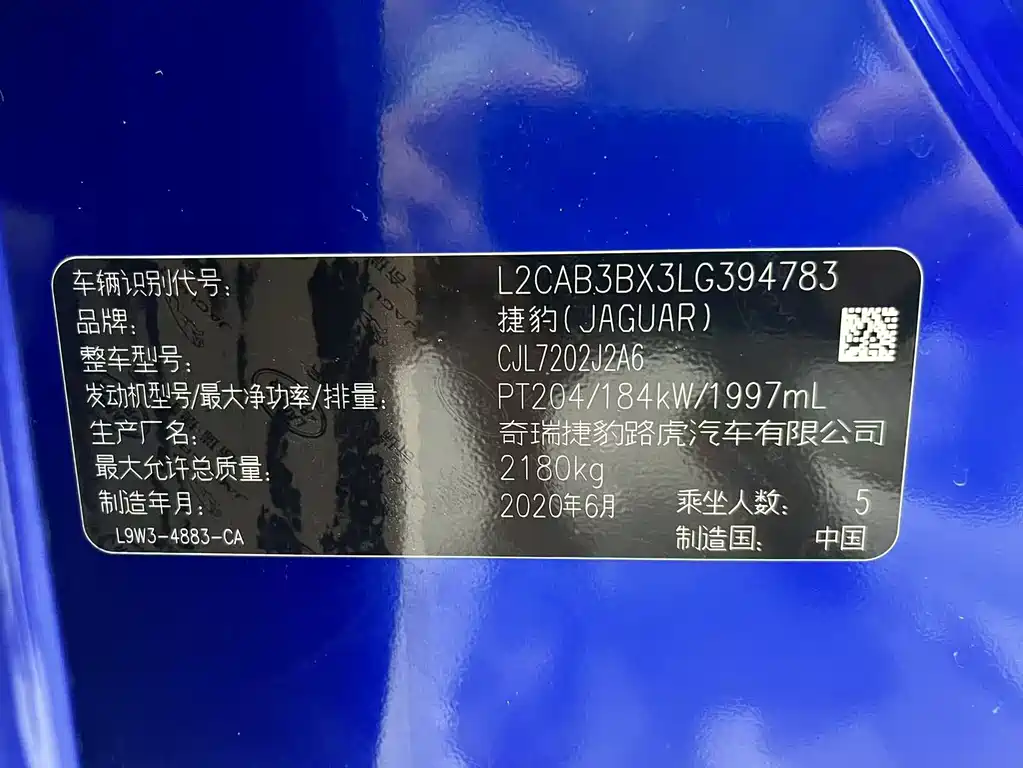 车辆识别代号: L2CAB3BX3LG394783
品牌: 捷豹(JAGUAR)
整车型号: CJL7202J2A6
发动机型号/最大净功率/排量: PT204/184kW/1997mL
生产厂名: 奇瑞捷豹路虎汽车有限公司
最大允许总质量: 2180kg
制造年月: 2020年6月 乘坐人数: 5
L9W3-4883-CA 制造国: 中国